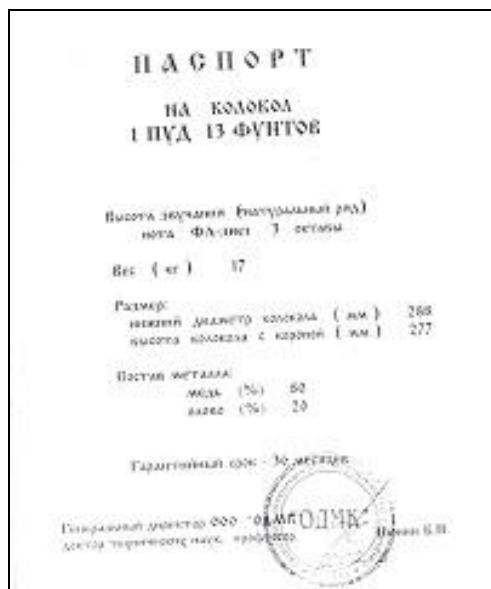 ПАСПОРТ
НА КОЛОКОЛ
1 ПУД 13 ФУНТОВ
Высота звучания (натуральный ряд)
нота ФА-диез 3 октавы
Вес (кг) 17
Размер:
нижний диаметр колокола (мм) 288
высота колокола с короной (мм) 277
Состав металла:
медь (%) 80
олово (%) 20
Гарантийный срок - 36 месяцев
Генеральный директор ООО "ОДМК"
доктор технических наук, профессор
ОДМК